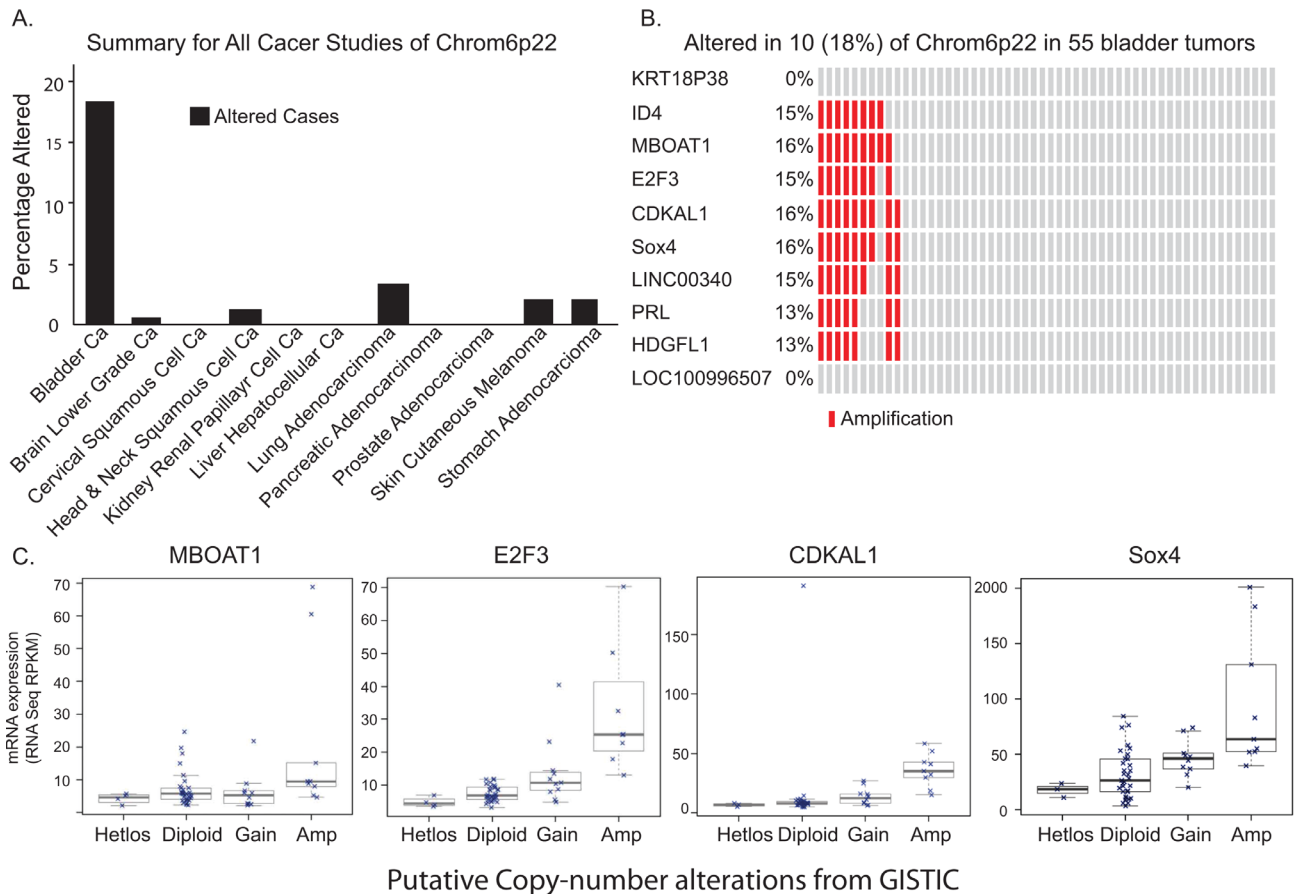 A.
Summary for All Cacer Studies of Chrom6p22
Percentage Altered
20
15
10
5
0
Altered Cases
Bladder Ca
Brain Lower Grade Ca
Cervical Squamous Cell Ca
Head & Neck Squamous Cell Ca
Kidney Renal Papillayr Cell Ca
Liver Hepatocellular Ca
Lung Adenocarcinoma
Pancreatic Adenocarcinoma
Prostate Adenocarcioma
Skin Cutaneous Melanoma
Stomach Adenocarcioma
B.
Altered in 10 (18%) of Chrom6p22 in 55 bladder tumors
KRT18P38 0%
ID4 15%
MBOAT1 16%
E2F3 15%
CDKAL1 16%
Sox4 16%
LINC00340 15%
PRL 13%
HDGFL1 13%
LOC100996507 0%
Amplification
C.
mRNA expression
(RNA Seq RPKM)
MBOAT1
70
60
50
40
30
20
10
Hetlos Diploid Gain Amp
E2F3
70
60
50
40
30
20
10
Hetlos Diploid Gain Amp
CDKAL1
150
100
50
0
Hetlos Diploid Gain Amp
Sox4
2000
150
100
50
0
Hetlos Diploid Gain Amp
Putative Copy-number alterations from GISTIC